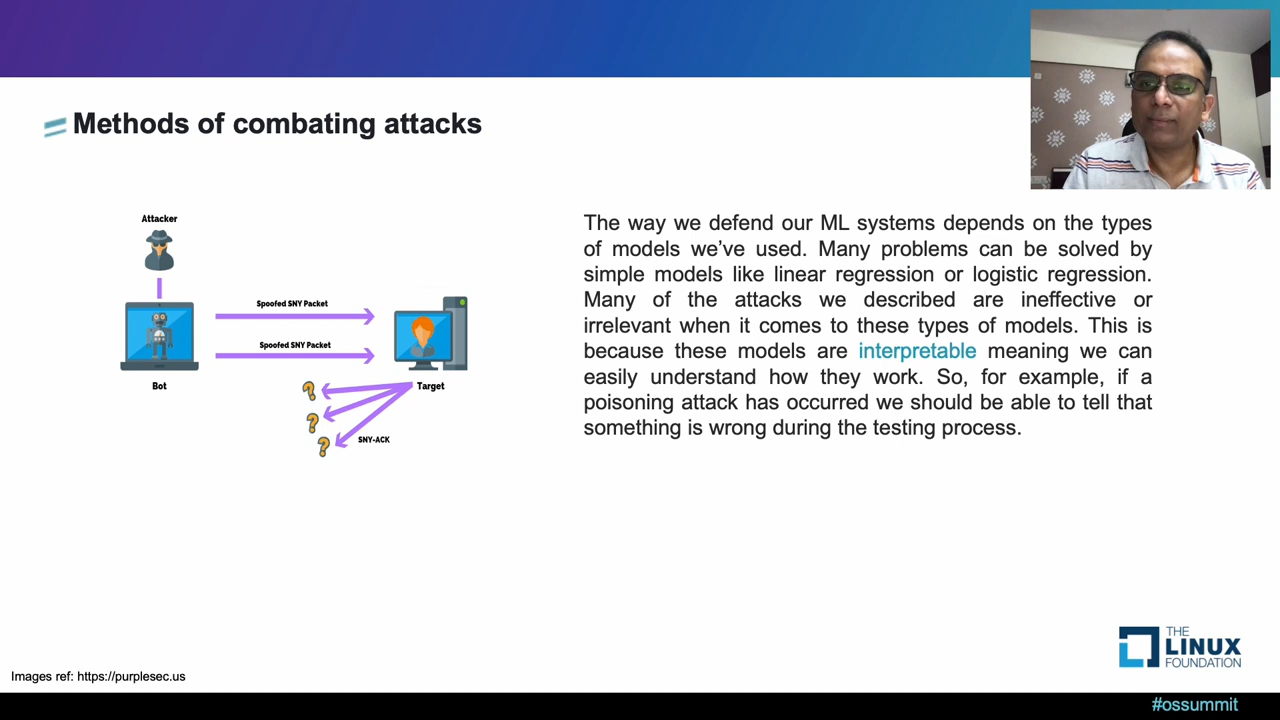 Methods of combating attacks
Attacker
Spoofed SNY Packet
Spoofed SNY Packet
Bot
Target
SNY-ACK
The way we defend our ML systems depends on the types
of models we’ve used. Many problems can be solved by
simple models like linear regression or logistic regression.
Many of the attacks we described are ineffective or
irrelevant when it comes to these types of models. This is
because these models are interpretable meaning we can
easily understand how they work. So, for example, if a
poisoning attack has occurred we should be able to tell that
something is wrong during the testing process.
THE
LINUX
FOUNDATION
Images ref: https://purplesec.us
#ossummit